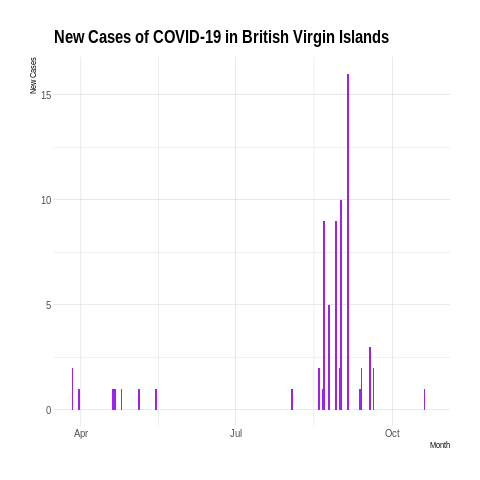 New Cases of COVID-19 in British Virgin Islands
New Cases
15
10
5
0
Apr
Jul
Oct
Month